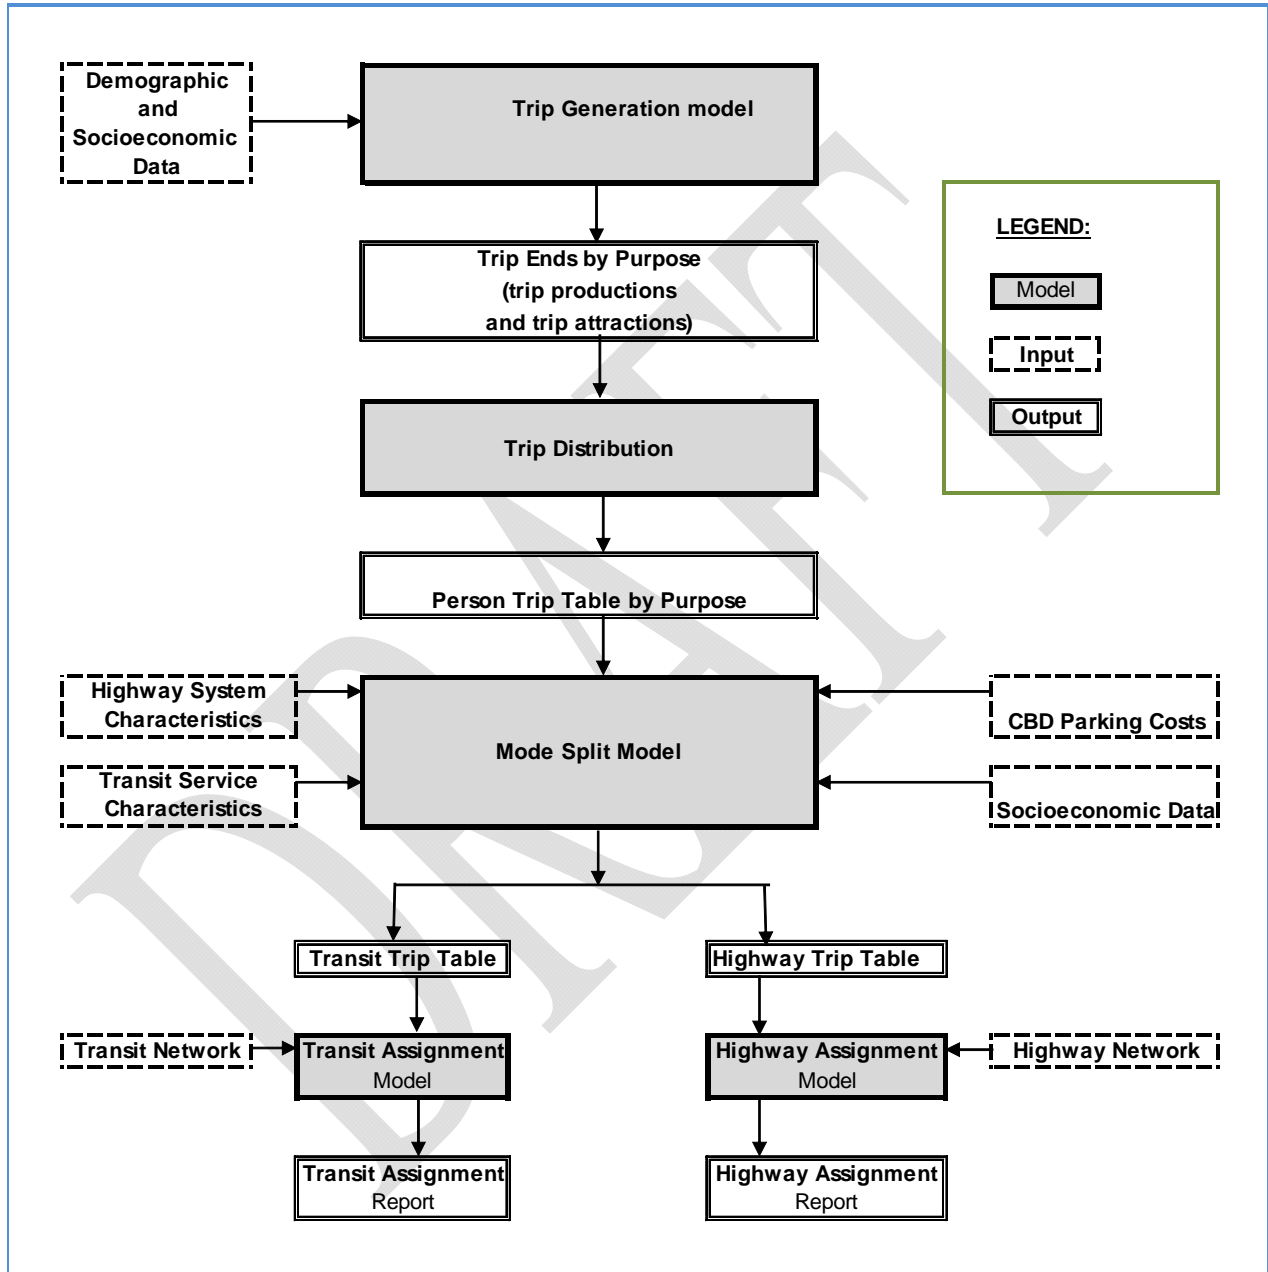 Demographic
and
Socioeconomic
Data
Trip Generation model
Trip Ends by Purpose
(trip productions
and trip attractions)
LEGEND:
Model
Input
Output
Trip Distribution
Person Trip Table by Purpose
Highway System
Characteristics
Transit Service
Characteristics
Mode Split Model
CBD Parking Costs
Socioeconomic Data
Transit Trip Table
Highway Trip Table
Transit Network
Transit Assignment
Model
Highway Assignment
Model
Highway Network
Transit Assignment
Report
Highway Assignment
Report
DRAFT